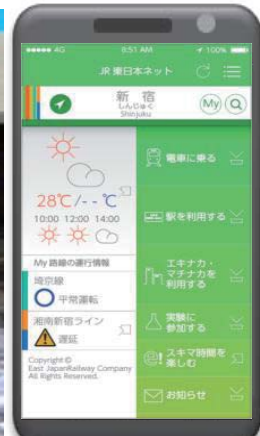 4G 8:51 AM 100%
JR東日本ネット
新 宿
しんじゅく
Shinjuku
My
28℃/--℃
10:00 12:00 14:00
My 路線の運行情報
埼京線
平常運転
湘南新宿ライン
遅延
Copyright ©
East JapanRailway Company
All Rights Reserved.
電車に乗る
駅を利用する
エキナカ・
マチナカを
利用する
実験に
参加する
スキマ時間を
楽しむ
お知らせ